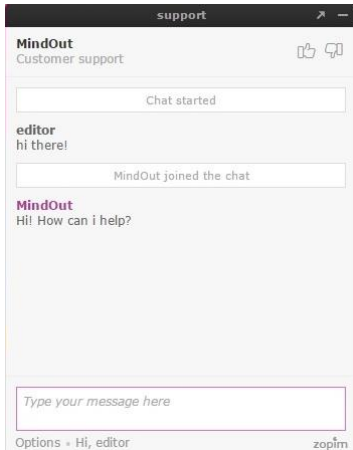 support
MindOut
Customer support
Chat started
editor
hi there!
MindOut joined the chat
MindOut
Hi! How can i help?
Type your message here
Options • Hi, editor
zopim